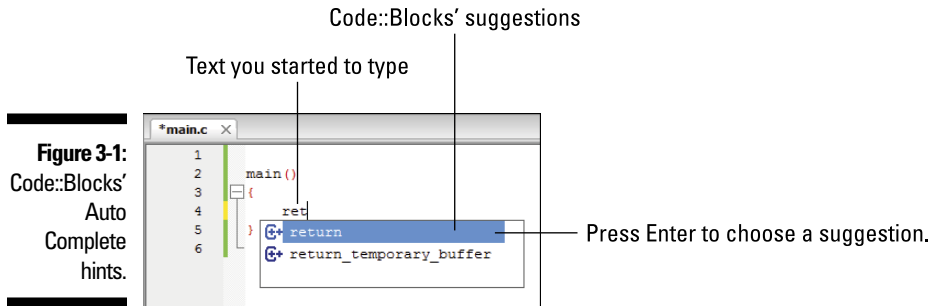 Code::Blocks' suggestions
Text you started to type
Figure 3-1:
Code::Blocks'
Auto
Complete
hints.
*main.c X
1
2 main()
3 {
4 ret
5 } return
6 return_temporary_buffer
Press Enter to choose a suggestion.